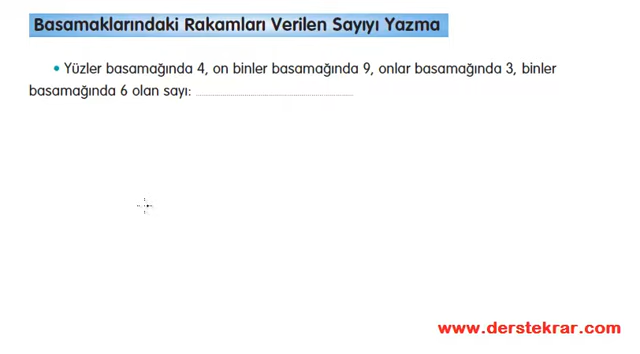 Basamaklarındaki Rakamları Verilen Sayıyı Yazma
• Yüzler basamağında 4, on binler basamağında 9, onlar basamağında 3, binler
basamağında 6 olan sayı: ........................................................
www.derstekrar.com